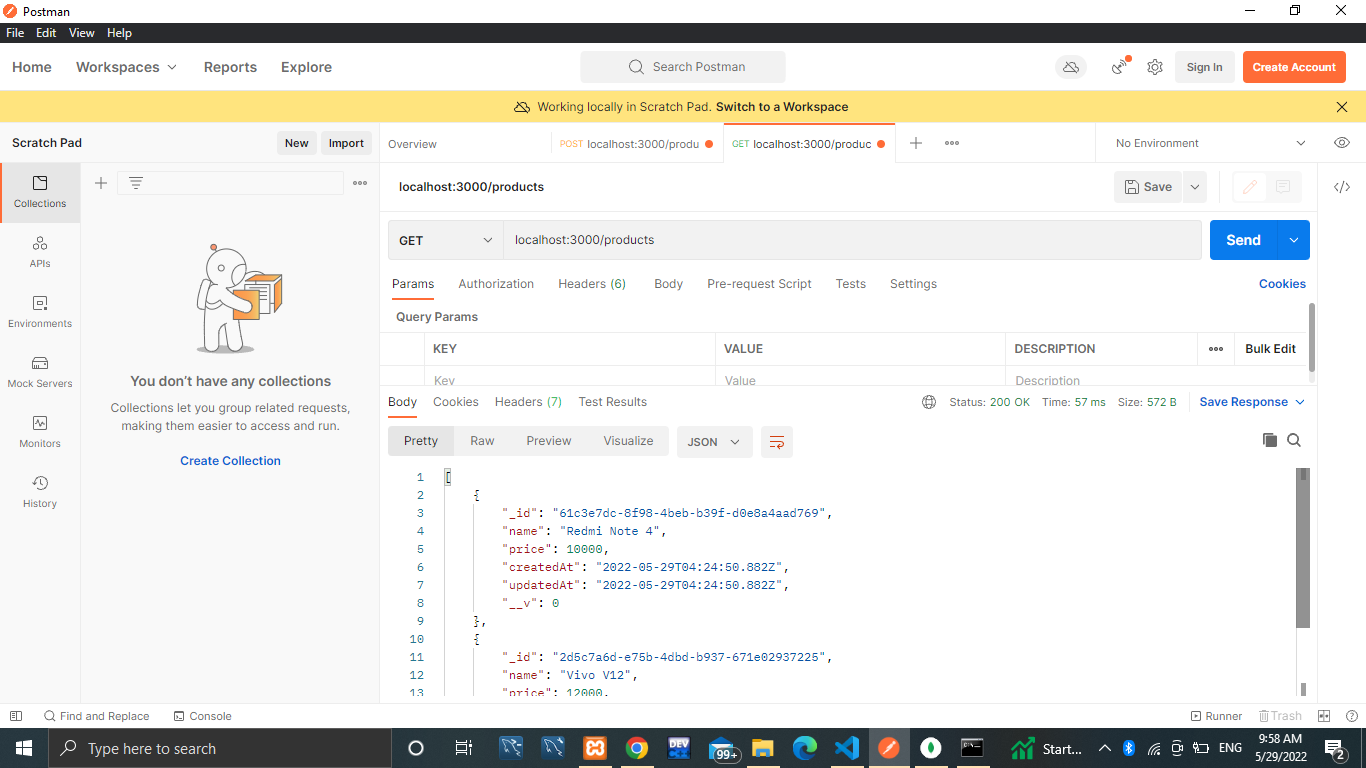 Postman
File Edit View Help
Home Workspaces Reports Explore Search Postman Sign In Create Account
Working locally in Scratch Pad. Switch to a Workspace
Scratch Pad New Import Overview POST localhost:3000/produ GET localhost:3000/produc No Environment
Collections
APIs
Environments
Mock Servers
Monitors
History
You don't have any collections
Collections let you group related requests,
making them easier to access and run.
Create Collection
localhost:3000/products Save
GET localhost:3000/products Send
Params Authorization Headers (6) Body Pre-request Script Tests Settings Cookies
Query Params
KEY VALUE DESCRIPTION Bulk Edit
Key Value Description
Body Cookies Headers (7) Test Results Status: 200 OK Time: 57 ms Size: 572 B Save Response
Pretty Raw Preview Visualize JSON
1 [
2 {
3 "_id": "61c3e7dc-8f98-4beb-b39f-d0e8a4aad769",
4 "name": "Redmi Note 4",
5 "price": 10000,
6 "createdAt": "2022-05-29T04:24:50.882Z",
7 "updatedAt": "2022-05-29T04:24:50.882Z",
8 "__v": 0
9 },
10 {
11 "_id": "2d5c7a6d-e75b-4dbd-b937-671e02937225",
12 "name": "Vivo V12",
13 "price": 12000,
Find and Replace Console Runner Trash
Type here to search DEV 99+ Start... ENG 9:58 AM
5/29/2022 2